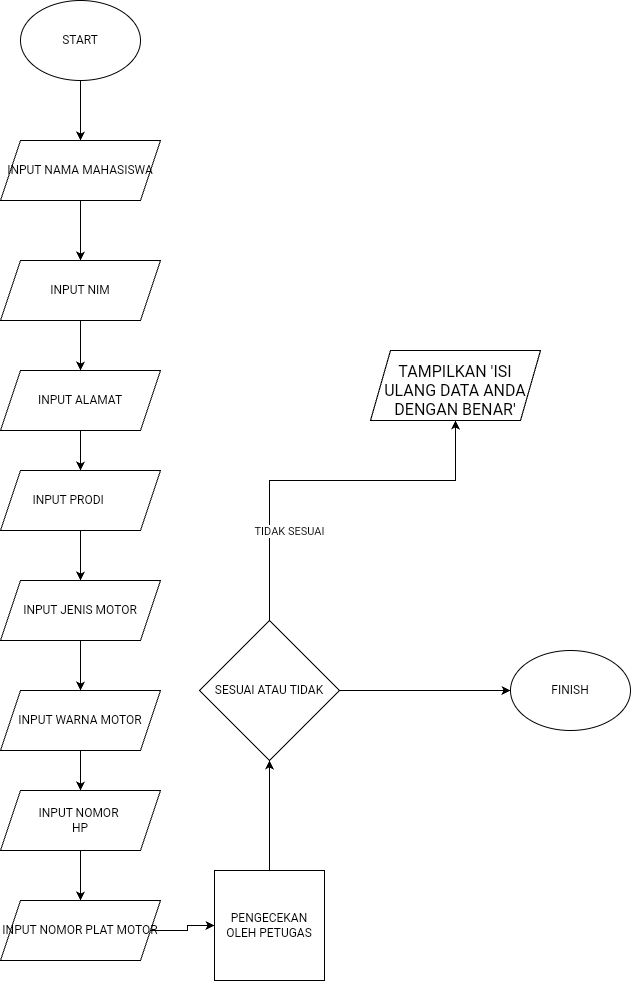 START
INPUT NAMA MAHASISWA
INPUT NIM
INPUT ALAMAT
INPUT PRODI
INPUT JENIS MOTOR
INPUT WARNA MOTOR
INPUT NOMOR
HP
INPUT NOMOR PLAT MOTOR
PENGECEKAN
OLEH PETUGAS
SESUAI ATAU TIDAK
TIDAK SESUAI
TAMPILKAN 'ISI
ULANG DATA ANDA
DENGAN BENAR'
FINISH